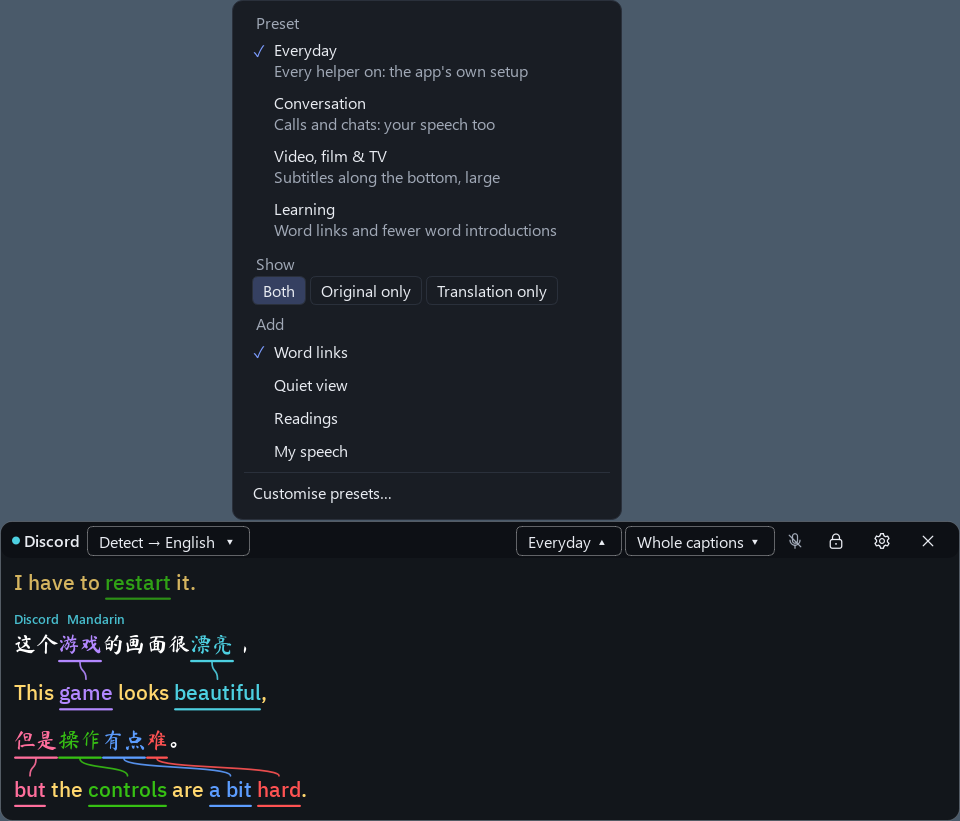 Preset
✓ Everyday
Every helper on: the app's own setup
Conversation
Calls and chats: your speech too
Video, film & TV
Subtitles along the bottom, large
Learning
Word links and fewer word introductions
Show
Both Original only Translation only
Add
✓ Word links
Quiet view
Readings
My speech
Customise presets...
Discord Detect → English ▾ Everyday ▴ Whole captions ▾
I have to restart it.
Discord Mandarin
这个游戏的画面很漂亮，
This game looks beautiful,
但是操作有点难。
but the controls are a bit hard.